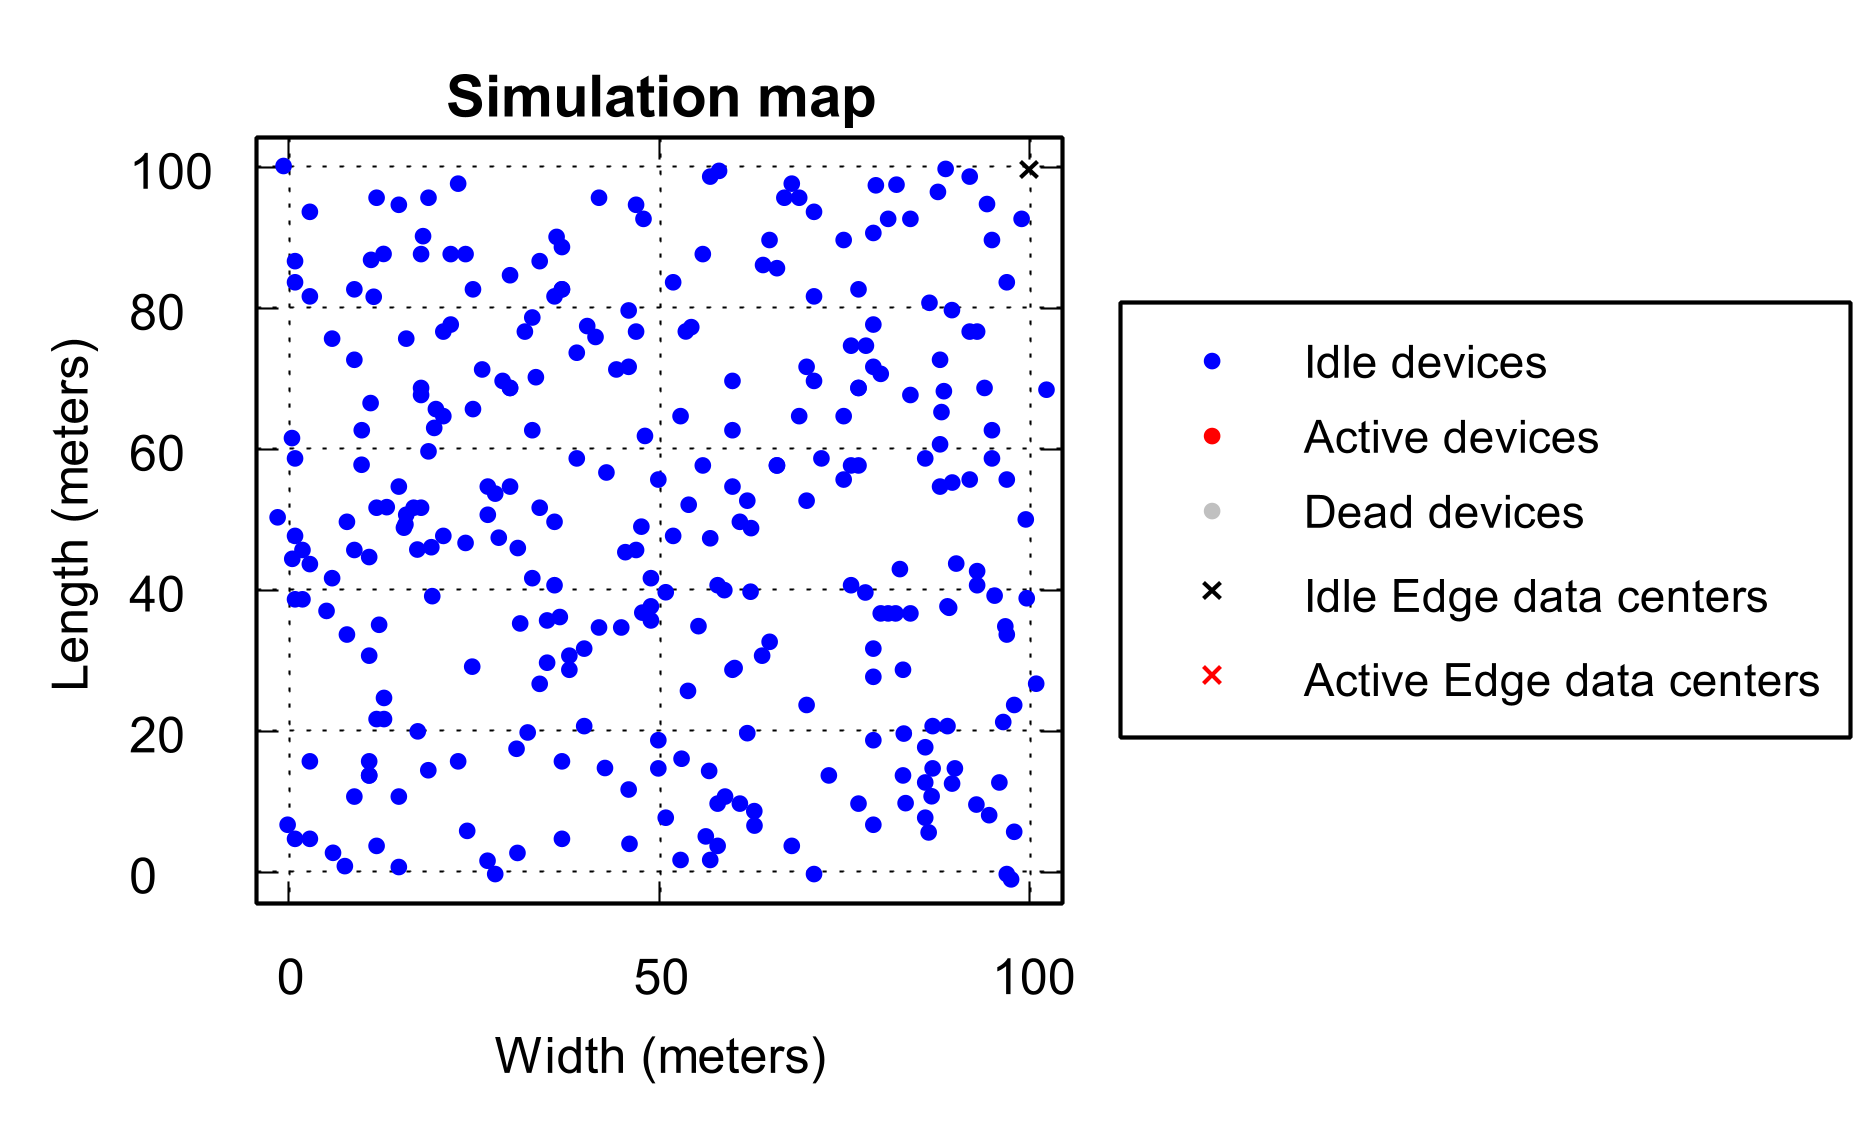 Simulation map
100
80
60
40
20
0
Length (meters)
0 50 100
Width (meters)
Idle devices
Active devices
Dead devices
Idle Edge data centers
Active Edge data centers